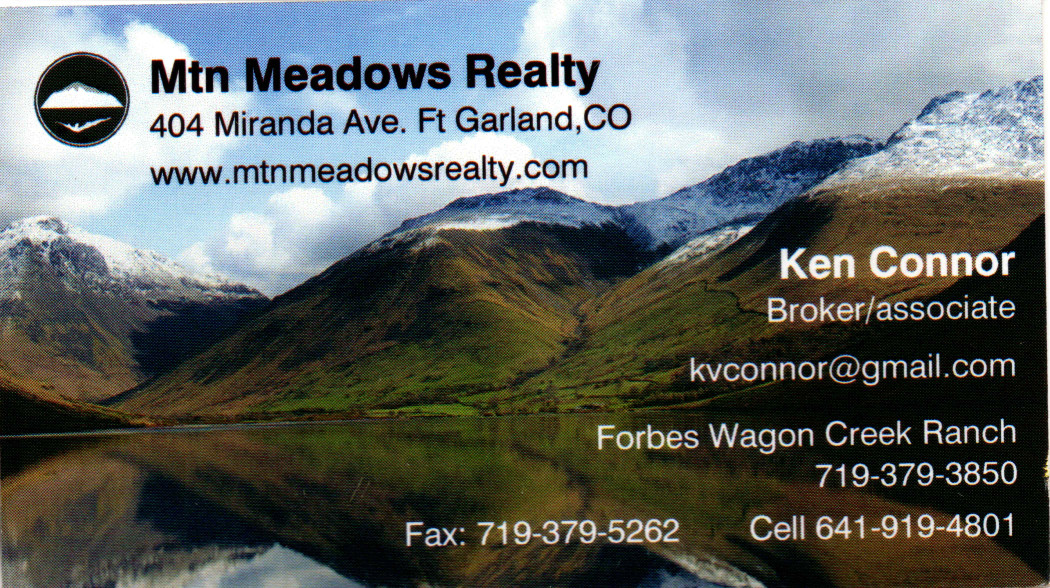 Mtn Meadows Realty
404 Miranda Ave. Ft Garland,CO
www.mtnmeadowsrealty.com
Ken Connor
Broker/associate
kvconnor@gmail.com
Forbes Wagon Creek Ranch
719-379-3850
Fax: 719-379-5262 Cell 641-919-4801